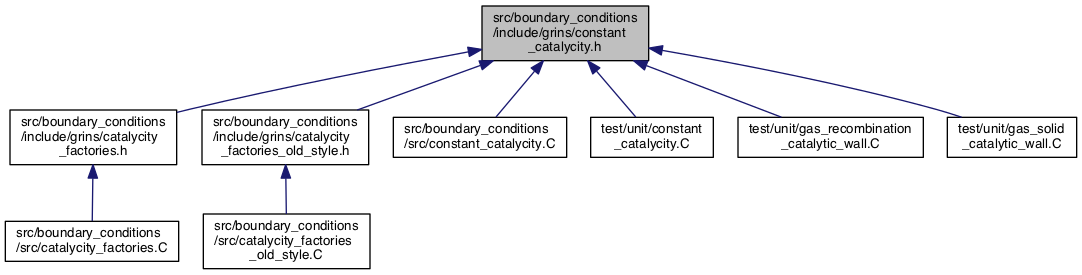 src/boundary_conditions
/include/grins/constant
_catalycity.h
src/boundary_conditions
/include/grins/catalycity
_factories.h
src/boundary_conditions
/include/grins/catalycity
_factories_old_style.h
src/boundary_conditions
/src/constant_catalycity.C
test/unit/constant
_catalycity.C
test/unit/gas_recombination
_catalytic_wall.C
test/unit/gas_solid
_catalytic_wall.C
src/boundary_conditions
/src/catalycity_factories.C
src/boundary_conditions
/src/catalycity_factories
_old_style.C